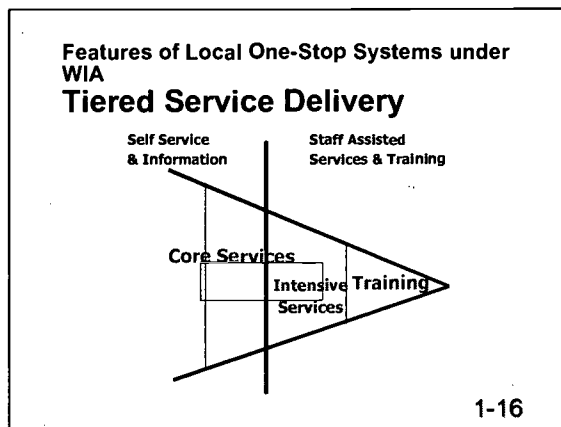 Features of Local One-Stop Systems under
WIA
Tiered Service Delivery
Self Service
& Information
Staff Assisted
Services & Training
Core Services
Intensive Training
Services
1-16